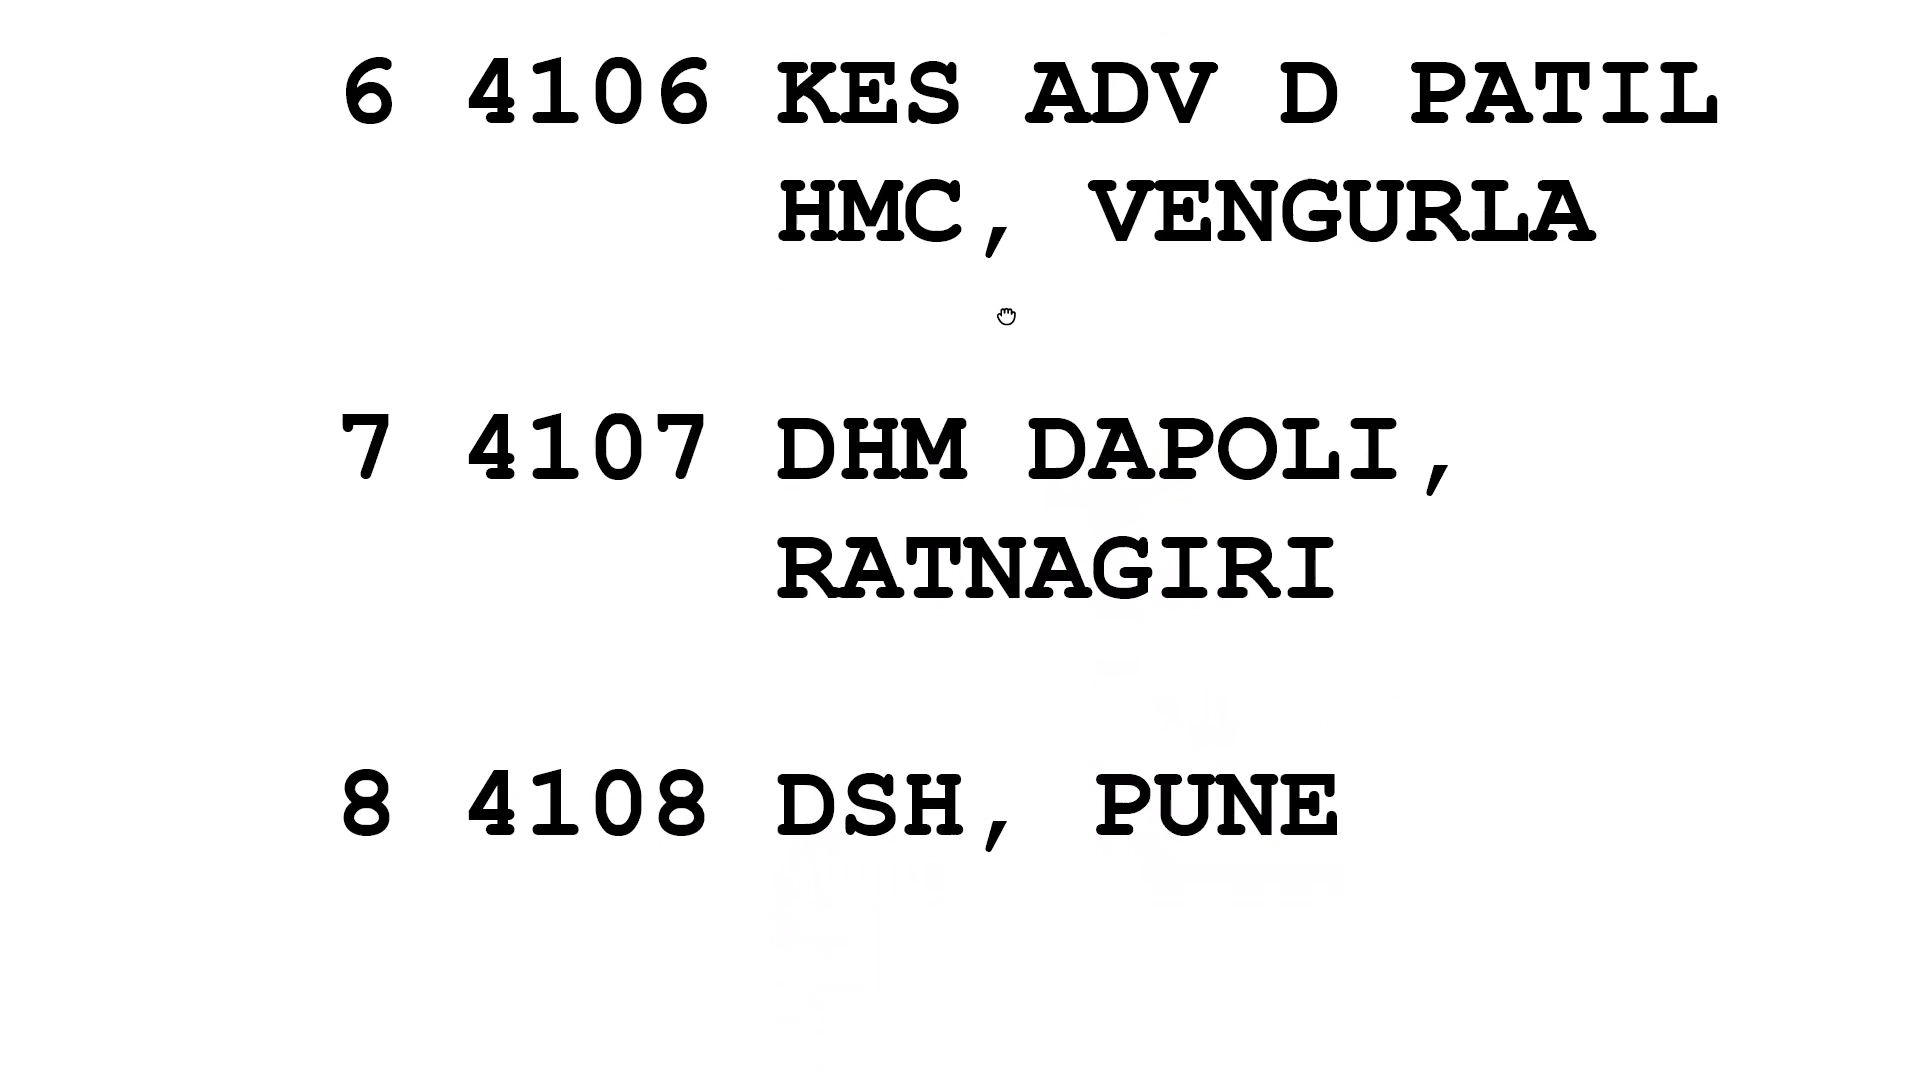 6 4106 KES ADV D PATIL
HMC, VENGURLA
7 4107 DHM DAPOLI,
RATNAGIRI
8 4108 DSH, PUNE